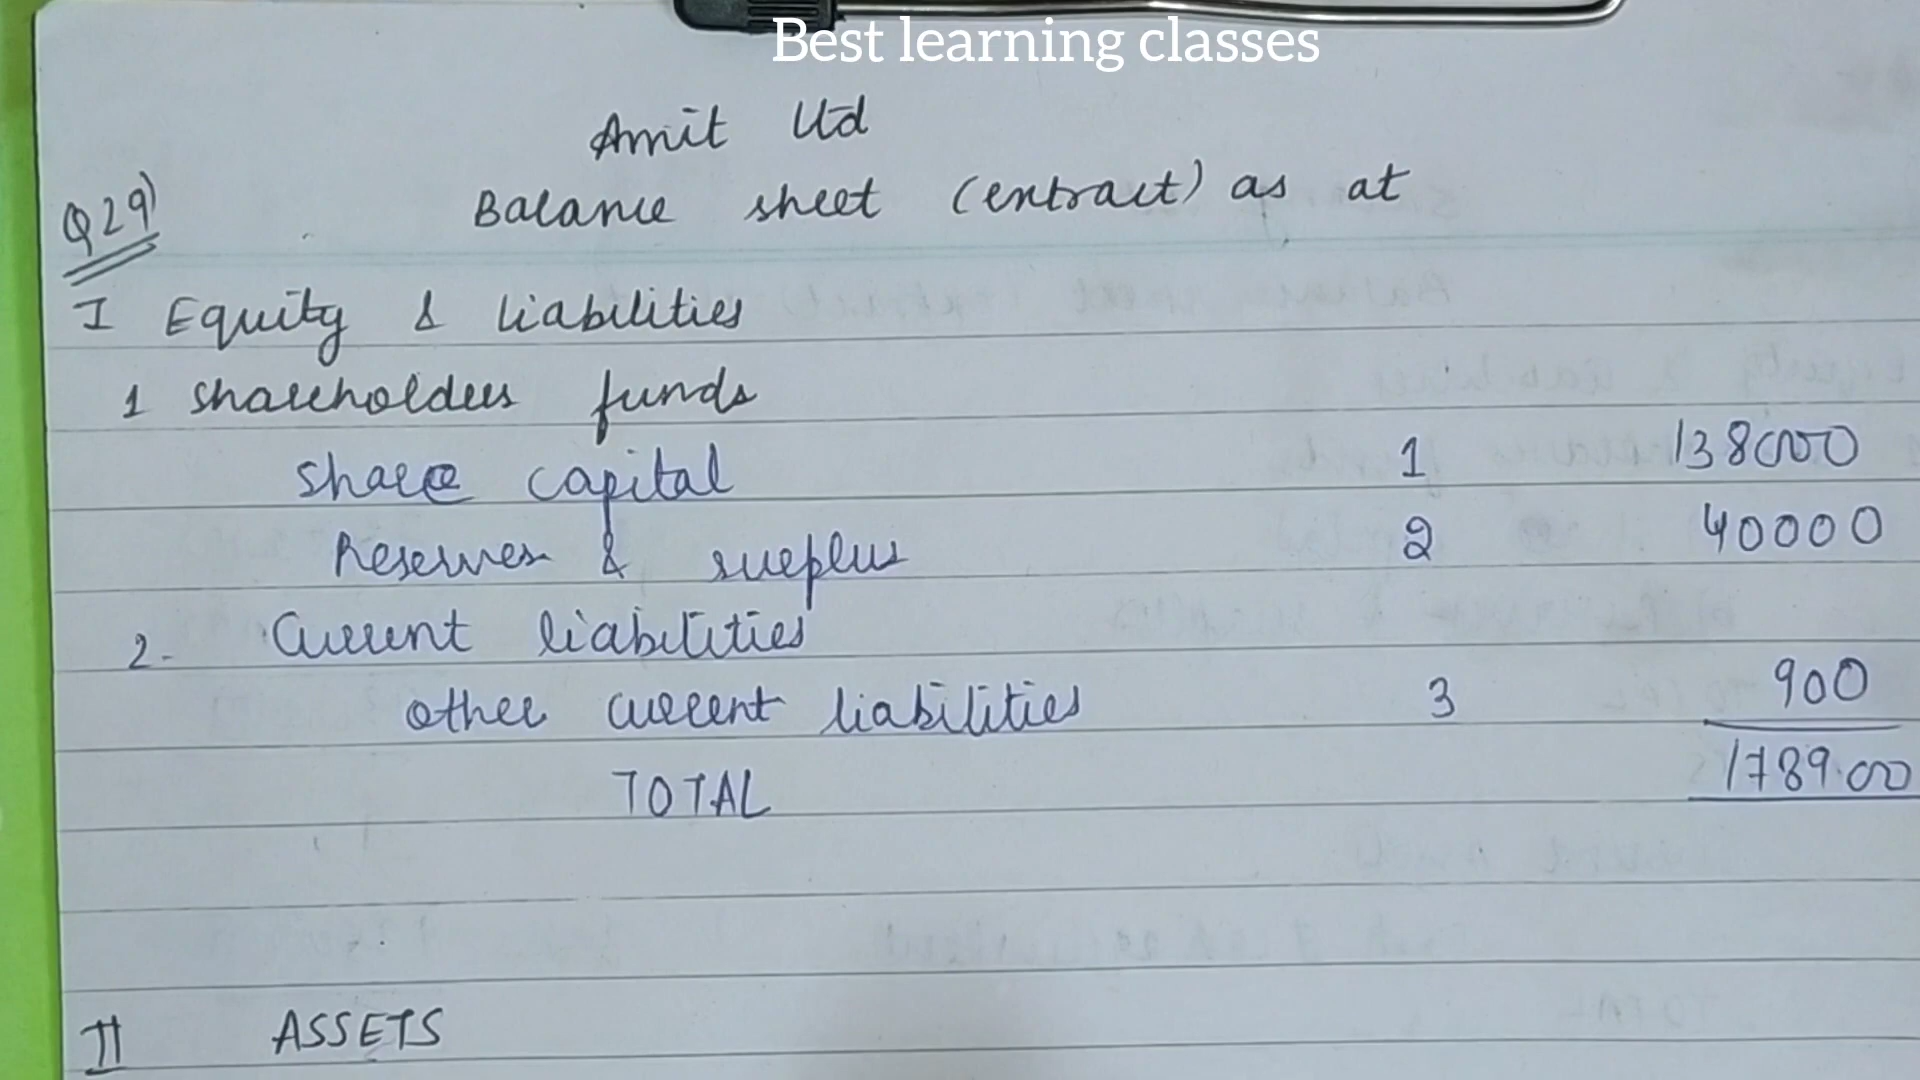 Best learning classes
Amit Ltd
Q29) Balance sheet (extract) as at
I Equity & liabilities
1 Shareholders funds
Share capital 1 138000
Reserves & surplus 2 40000
2. Current liabilities
other current liabilities 3 900
TOTAL 178900
II ASSETS